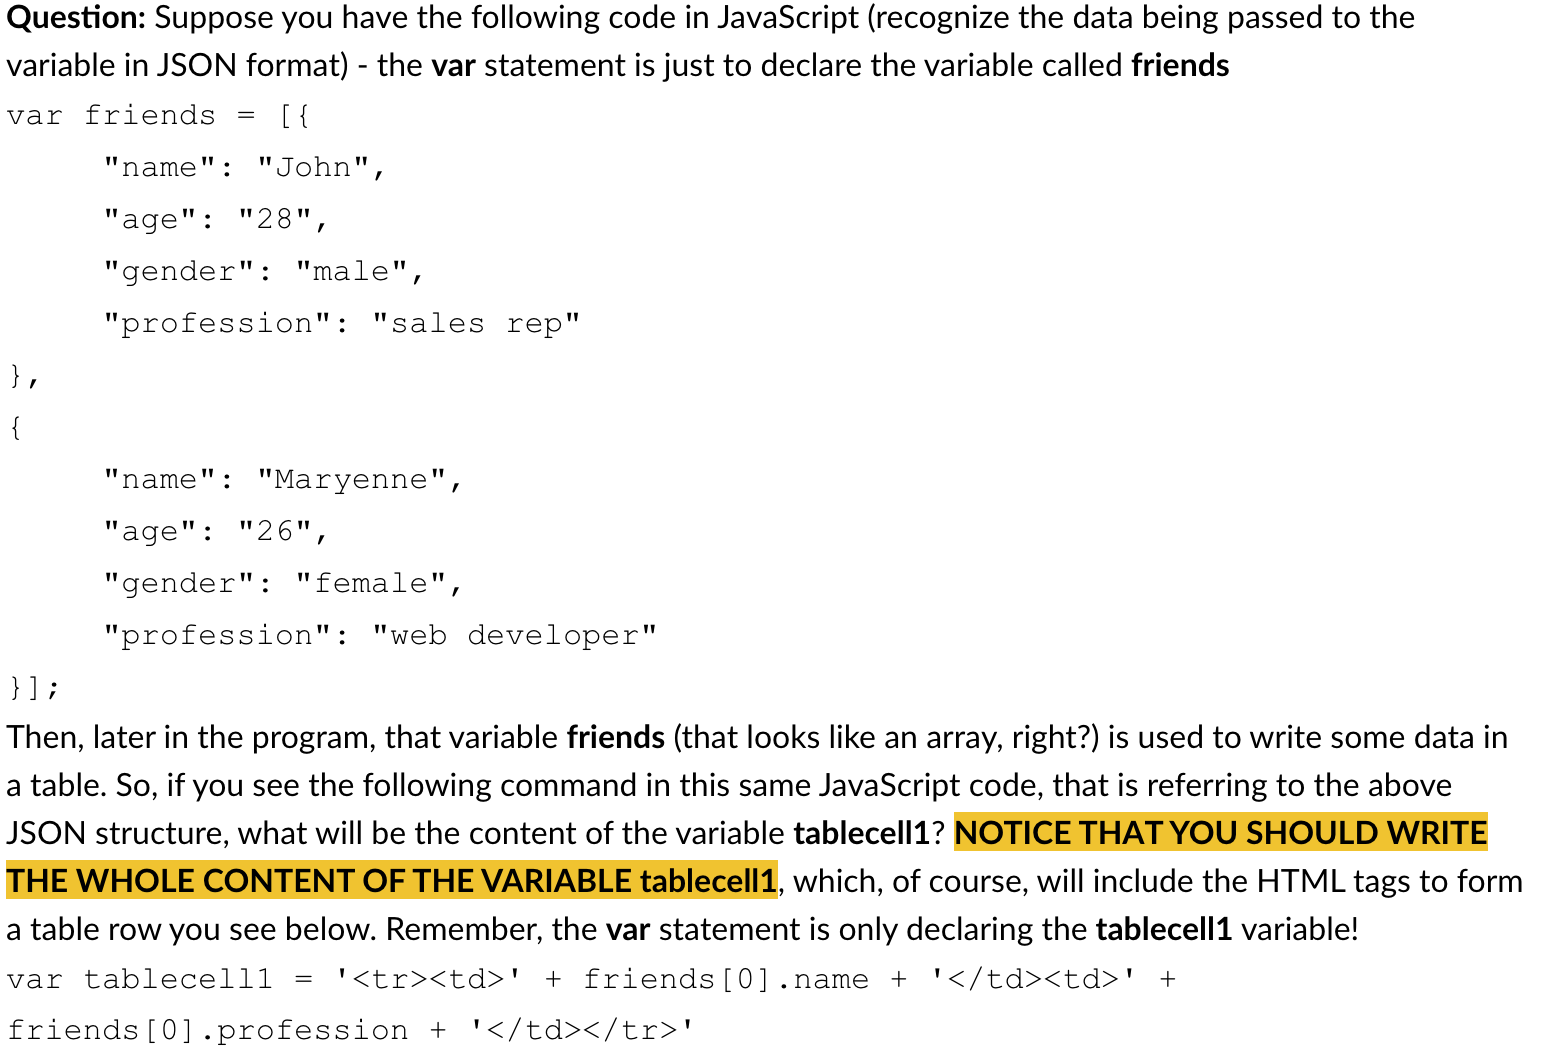 Question: Suppose you have the following code in JavaScript (recognize the data being passed to the
variable in JSON format) - the var statement is just to declare the variable called friends
var friends = [{
"name": "John",
"age": "28",
"gender": "male",
"profession": "sales rep"
},
{
"name": "Maryenne",
"age": "26",
"gender": "female",
"profession": "web developer"
}];
Then, later in the program, that variable friends (that looks like an array, right?) is used to write some data in
a table. So, if you see the following command in this same JavaScript code, that is referring to the above
JSON structure, what will be the content of the variable tablecell1? NOTICE THAT YOU SHOULD WRITE
THE WHOLE CONTENT OF THE VARIABLE tablecell1, which, of course, will include the HTML tags to form
a table row you see below. Remember, the var statement is only declaring the tablecell1 variable!
var tablecell1 = '<tr><td>' + friends[0].name + '</td><td>' +
friends[0].profession + '</td></tr>'